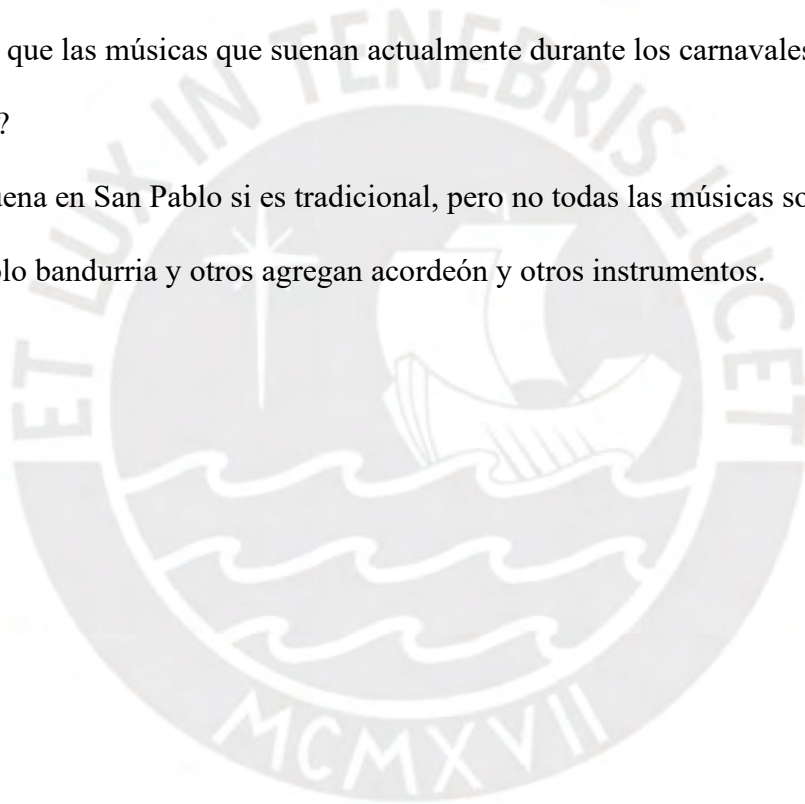 que las músicas que suenan actualmente durante los carnavales
?
ena en San Pablo si es tradicional, pero no todas las músicas so
lo bandurria y otros agregan acordeón y otros instrumentos.
ET LUX IN TENEBRIS LUCET
MCMXVII